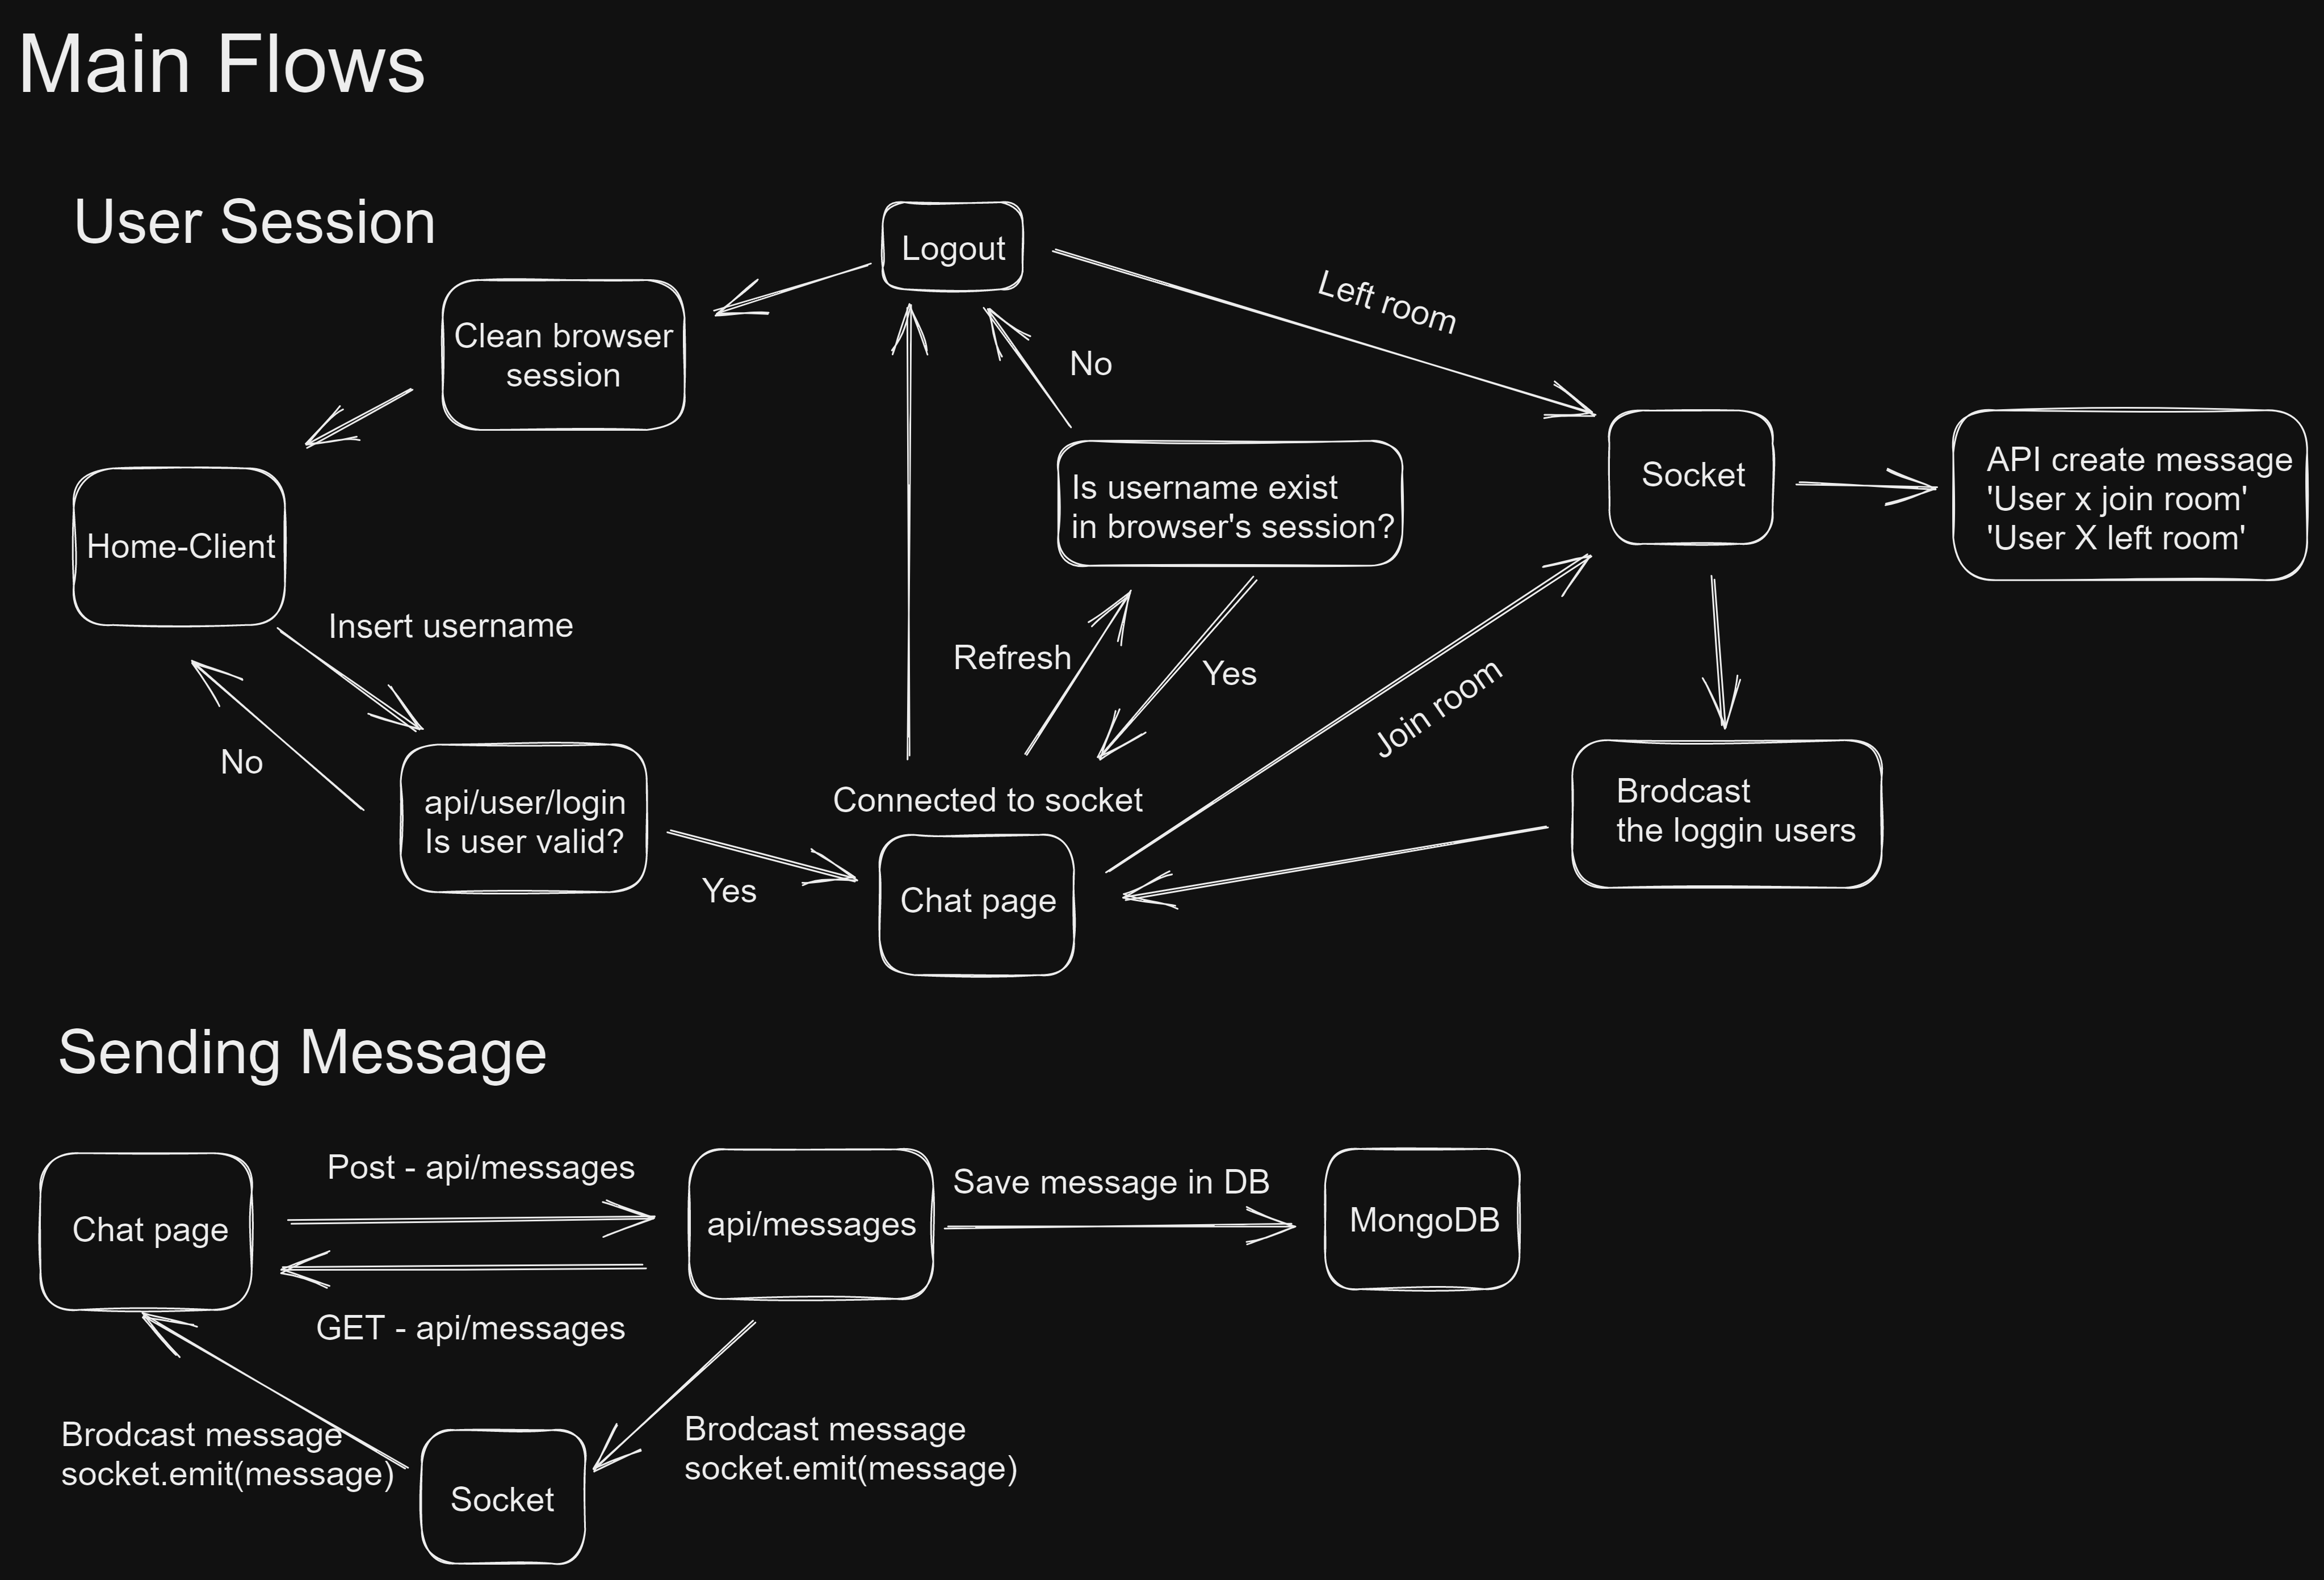 Main Flows
User Session
Logout
Left room
Clean browser
session
No
Is username exist
in browser's session?
Socket
API create message
'User x join room'
'User X left room'
Home-Client
Insert username
Refresh
Yes
Join room
No
api/user/login
Is user valid?
Yes
Connected to socket
Chat page
Brodcast
the loggin users
Sending Message
Chat page
Post - api/messages
api/messages
Save message in DB
MongoDB
GET - api/messages
Brodcast message
socket.emit(message)
Socket
Brodcast message
socket.emit(message)